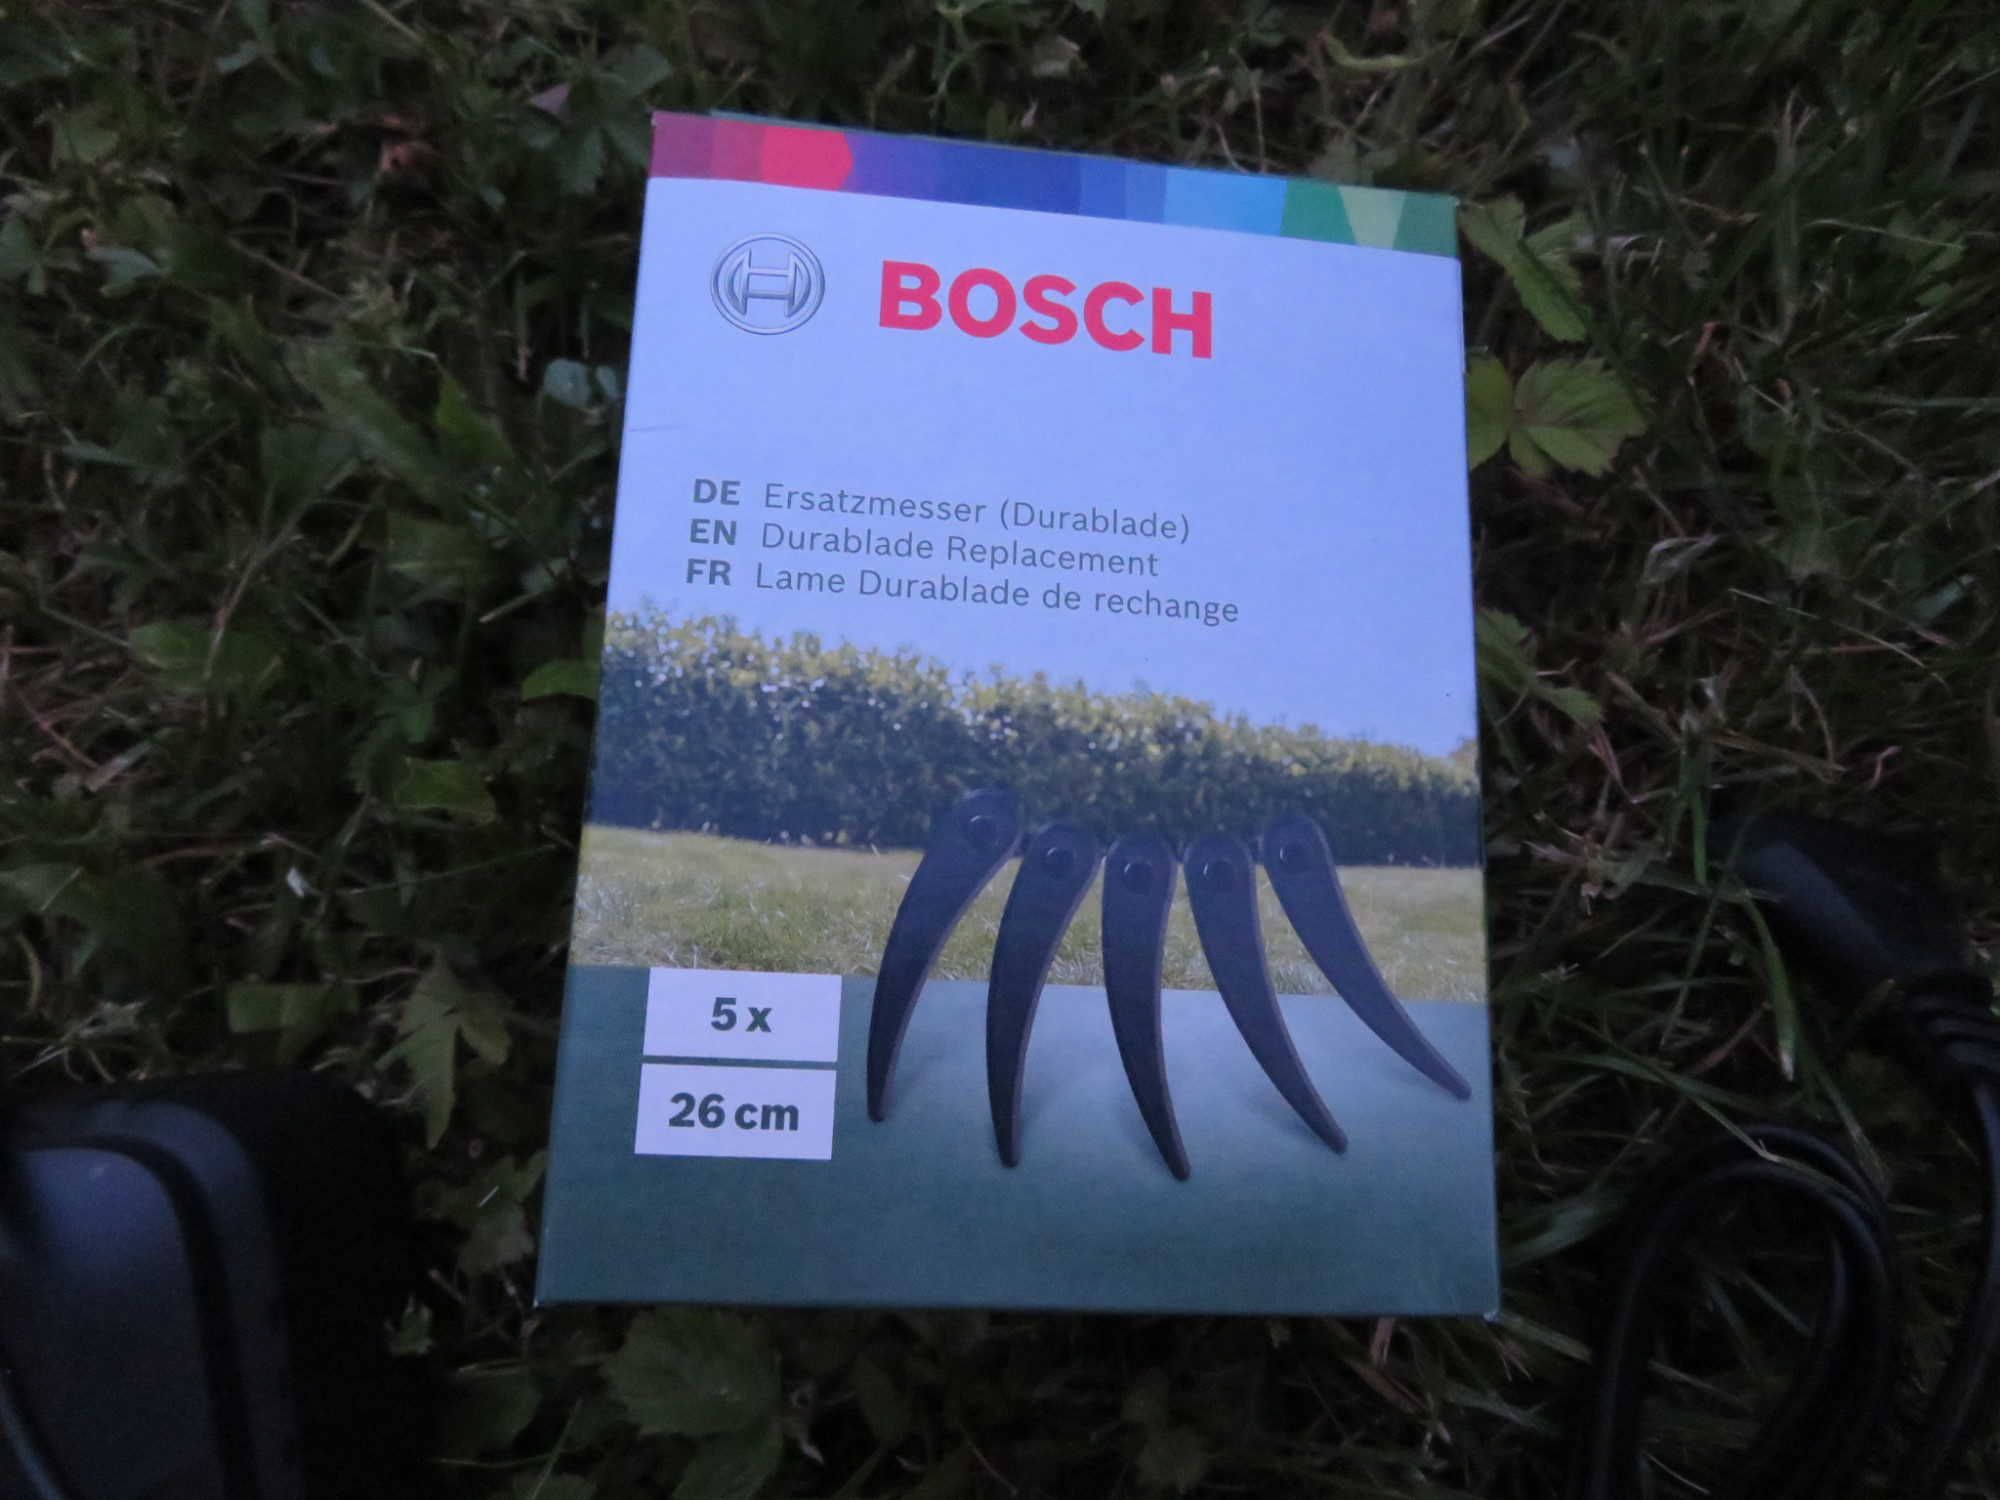 BOSCH
DE Ersatzmesser (Durablade)
EN Durablade Replacement
FR Lame Durablade de rechange
5 x
26 cm